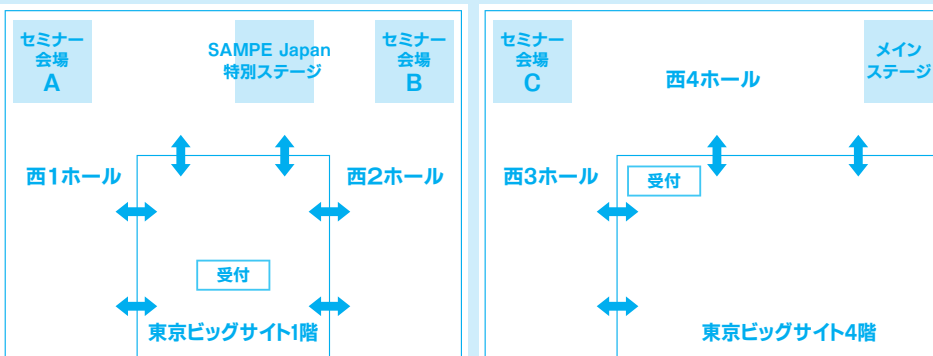 セミナー
会場
A
SAMPE Japan
特別ステージ
セミナー
会場
B
西1ホール
西2ホール
受付
東京ビッグサイト1階
セミナー
会場
C
西4ホール
メイン
ステージ
西3ホール
受付
東京ビッグサイト4階